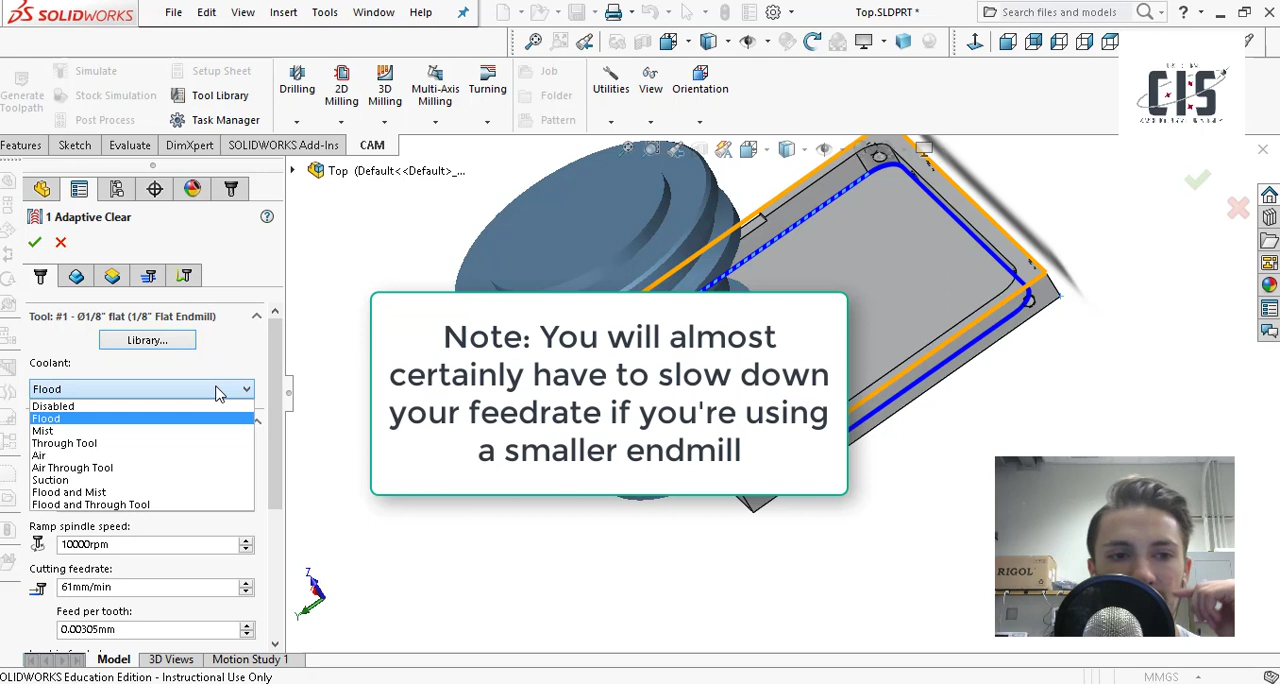 SOLIDWORKS
File Edit View Insert Tools Window Help
Top.SLDPRT *
Search files and models
?
Generate Toolpath
Simulate
Stock Simulation
Post Process
Setup Sheet
Tool Library
Task Manager
Drilling
2D Milling
3D Milling
Multi-Axis Milling
Turning
Job
Folder
Pattern
Utilities
View
Orientation
CIS
Features Sketch Evaluate DimXpert SOLIDWORKS Add-Ins CAM
Top (Default<<Default>_...
1 Adaptive Clear
?
Tool: #1 - Ø1/8" flat (1/8" Flat Endmill)
Library...
Coolant:
Flood
Disabled
Flood
Mist
Through Tool
Air
Air Through Tool
Suction
Flood and Mist
Flood and Through Tool
Ramp spindle speed:
10000rpm
Cutting feedrate:
61mm/min
Feed per tooth:
0.00305mm
Note: You will almost
certainly have to slow down
your feedrate if you're using
a smaller endmill
RIGOL
Z
Y
Model 3D Views Motion Study 1
OLIDWORKS Education Edition - Instructional Use Only
MMGS